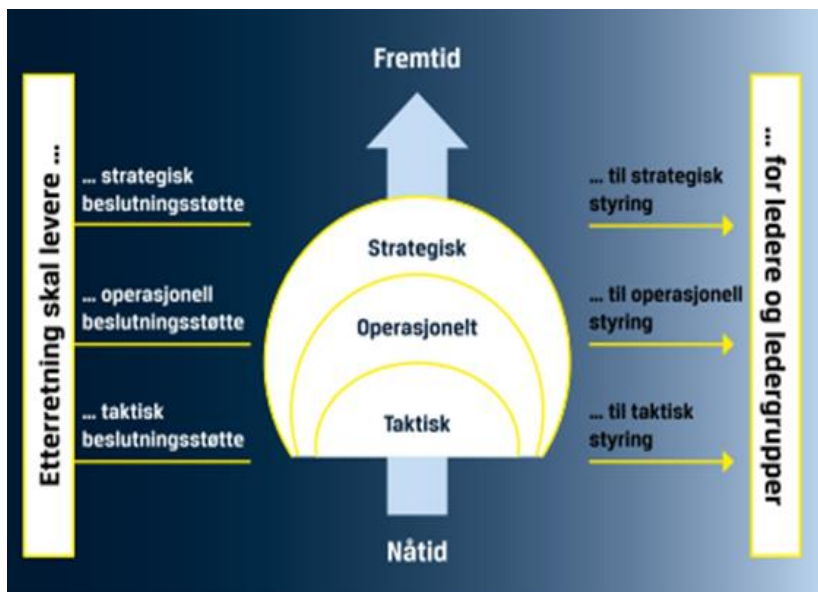 Fremtid
Etterretning skal levere ...
... strategisk
beslutningsstøtte
... operasjonell
beslutningsstøtte
... taktisk
beslutningsstøtte
Strategisk
Operasjonelt
Taktisk
... til strategisk
styring
... til operasjonell
styring
... til taktisk
styring
... for ledere og ledergrupper
Nåtid